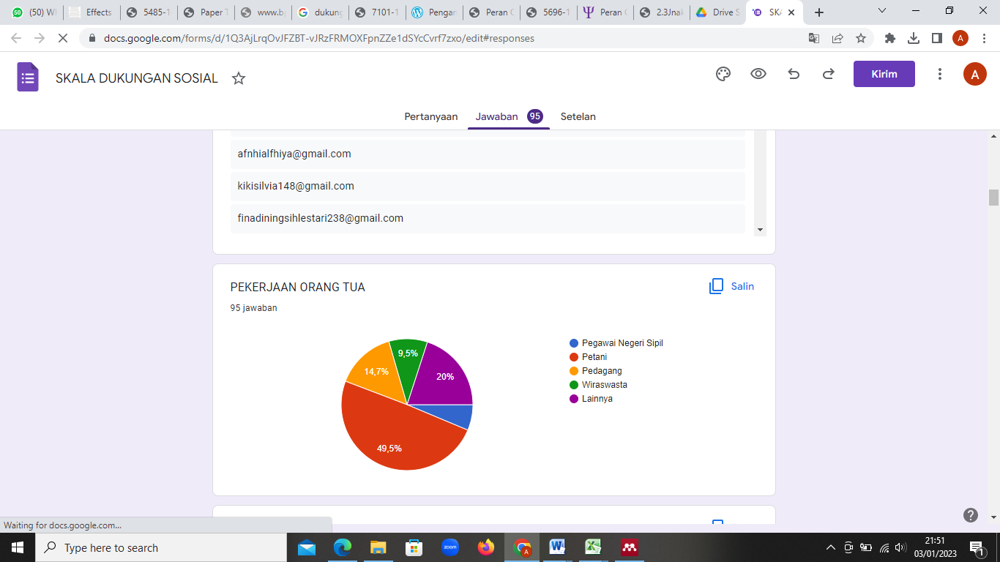 (50) W
Effects
5485-1
Paper T
www.b
dukung
7101-1
Pengar
Peran C
5696-1
Peran C
2.3Jnal
Drive S
SKA
docs.google.com/forms/d/1Q3AjLrqOvJFZBT-vJRzFRMOXFpnZZe1dSYcCvrf7zxo/edit#responses
A
SKALA DUKUNGAN SOSIAL
Kirim
A
Pertanyaan Jawaban 95 Setelan
afnhialfhiya@gmail.com
kikisilvia148@gmail.com
finadiningsihlestari238@gmail.com
PEKERJAAN ORANG TUA
Salin
95 jawaban
9,5%
14,7%
20%
49,5%
Pegawai Negeri Sipil
Petani
Pedagang
Wiraswasta
Lainnya
Waiting for docs.google.com...
Type here to search
zoom
21:51
03/01/2023
1